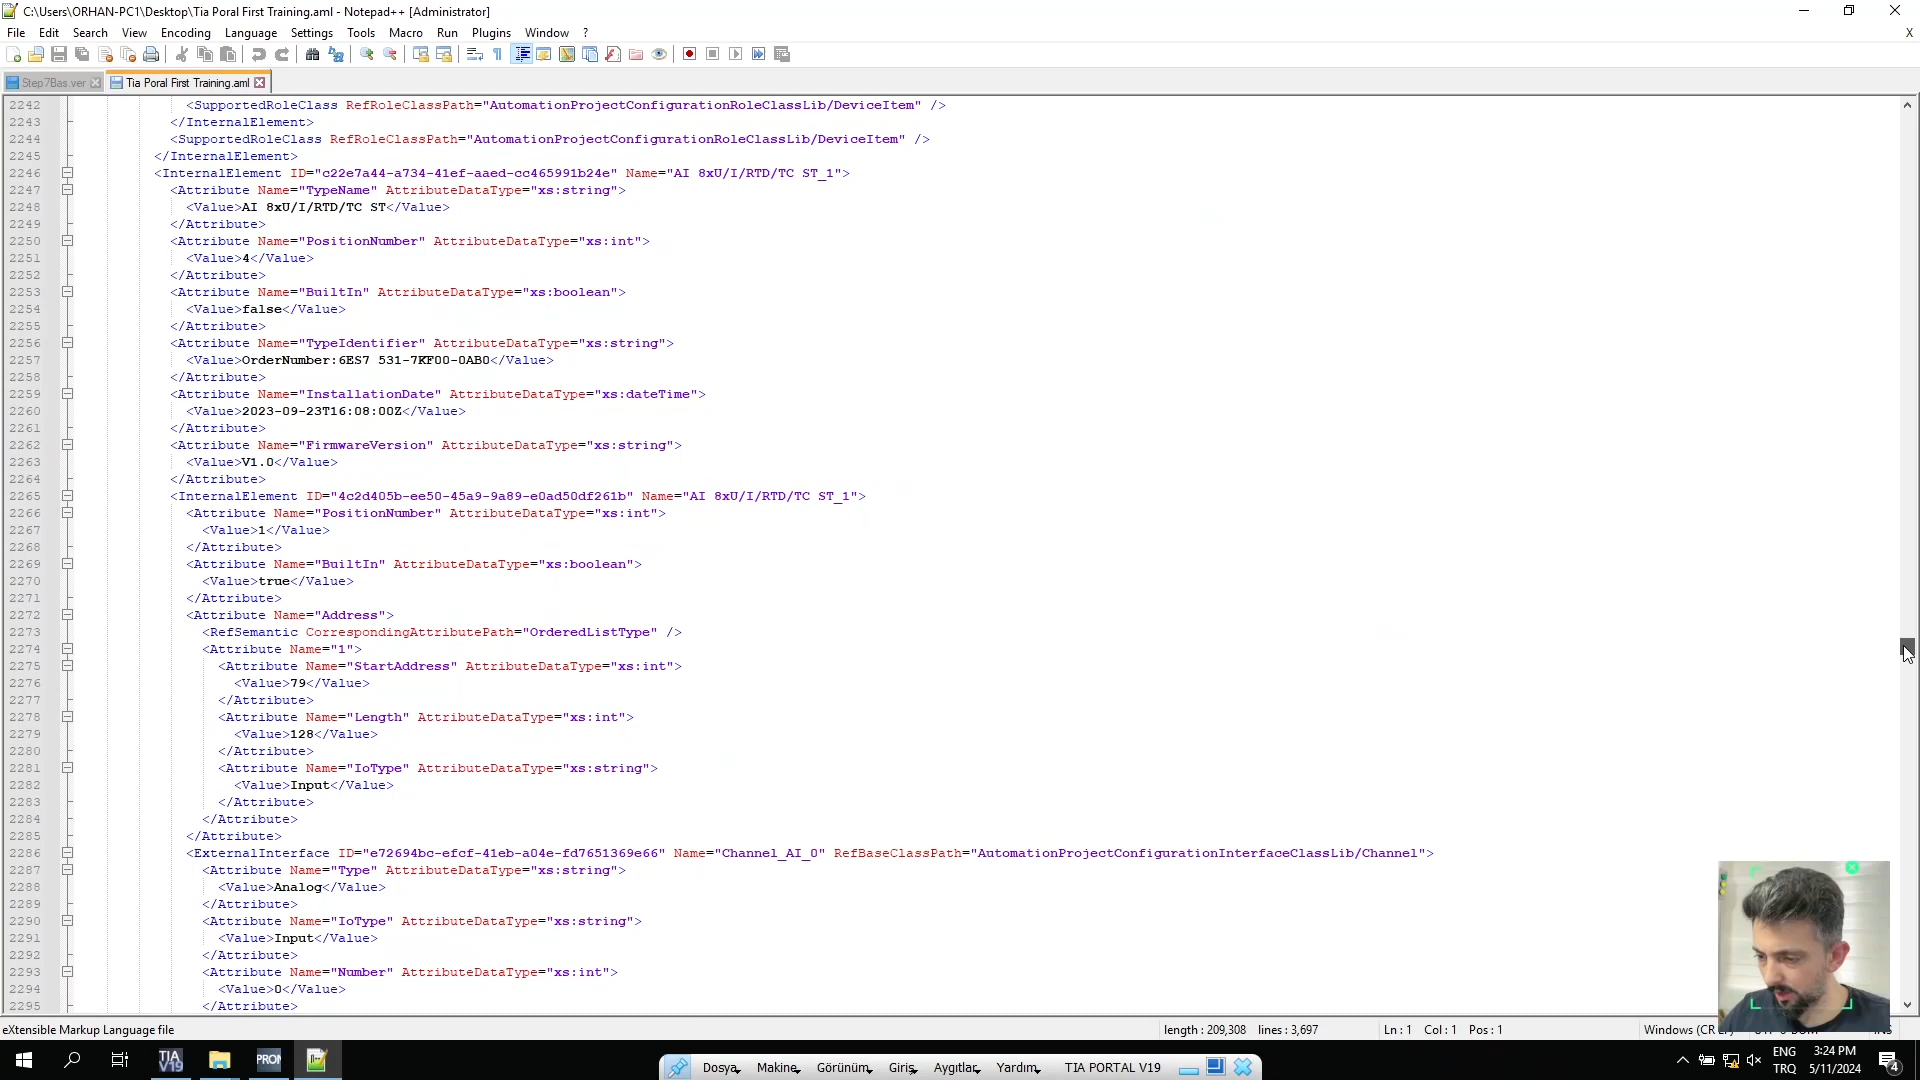 C:\Users\ORHAN-PC1\Desktop\Tia Poral First Training.aml - Notepad++ [Administrator]
File Edit Search View Encoding Language Settings Tools Macro Run Plugins Window ? X
Step7Bas.ver Tia Poral First Training.aml
2242 <SupportedRoleClass RefRoleClassPath="AutomationProjectConfigurationRoleClassLib/DeviceItem" />
2243 </InternalElement>
2244 <SupportedRoleClass RefRoleClassPath="AutomationProjectConfigurationRoleClassLib/DeviceItem" />
2245 </InternalElement>
2246 <InternalElement ID="c22e7a44-a734-41ef-aaed-cc465991b24e" Name="AI 8xU/I/RTD/TC ST_1">
2247 <Attribute Name="TypeName" AttributeDataType="xs:string">
2248 <Value>AI 8xU/I/RTD/TC ST</Value>
2249 </Attribute>
2250 <Attribute Name="PositionNumber" AttributeDataType="xs:int">
2251 <Value>4</Value>
2252 </Attribute>
2253 <Attribute Name="BuiltIn" AttributeDataType="xs:boolean">
2254 <Value>false</Value>
2255 </Attribute>
2256 <Attribute Name="TypeIdentifier" AttributeDataType="xs:string">
2257 <Value>OrderNumber:6ES7 531-7KF00-0AB0</Value>
2258 </Attribute>
2259 <Attribute Name="InstallationDate" AttributeDataType="xs:dateTime">
2260 <Value>2023-09-23T16:08:00Z</Value>
2261 </Attribute>
2262 <Attribute Name="FirmwareVersion" AttributeDataType="xs:string">
2263 <Value>V1.0</Value>
2264 </Attribute>
2265 <InternalElement ID="4c2d405b-ee50-45a9-9a89-e0ad50df261b" Name="AI 8xU/I/RTD/TC ST_1">
2266 <Attribute Name="PositionNumber" AttributeDataType="xs:int">
2267 <Value>1</Value>
2268 </Attribute>
2269 <Attribute Name="BuiltIn" AttributeDataType="xs:boolean">
2270 <Value>true</Value>
2271 </Attribute>
2272 <Attribute Name="Address">
2273 <RefSemantic CorrespondingAttributePath="OrderedListType" />
2274 <Attribute Name="1">
2275 <Attribute Name="StartAddress" AttributeDataType="xs:int">
2276 <Value>79</Value>
2277 </Attribute>
2278 <Attribute Name="Length" AttributeDataType="xs:int">
2279 <Value>128</Value>
2280 </Attribute>
2281 <Attribute Name="IoType" AttributeDataType="xs:string">
2282 <Value>Input</Value>
2283 </Attribute>
2284 </Attribute>
2285 </Attribute>
2286 <ExternalInterface ID="e72694bc-efcf-41eb-a04e-fd7651369e66" Name="Channel_AI_0" RefBaseClassPath="AutomationProjectConfigurationInterfaceClassLib/Channel">
2287 <Attribute Name="Type" AttributeDataType="xs:string">
2288 <Value>Analog</Value>
2289 </Attribute>
2290 <Attribute Name="IoType" AttributeDataType="xs:string">
2291 <Value>Input</Value>
2292 </Attribute>
2293 <Attribute Name="Number" AttributeDataType="xs:int">
2294 <Value>0</Value>
2295 </Attribute>
eXtensible Markup Language file length : 209,308 lines : 3,697 Ln : 1 Col : 1 Pos : 1 Windows (CR
TIA V19 PRON Dosya Makine Görünüm Giriş Aygıtlar Yardım TIA PORTAL V19 ENG 3:24 PM
TRQ 5/11/2024 4